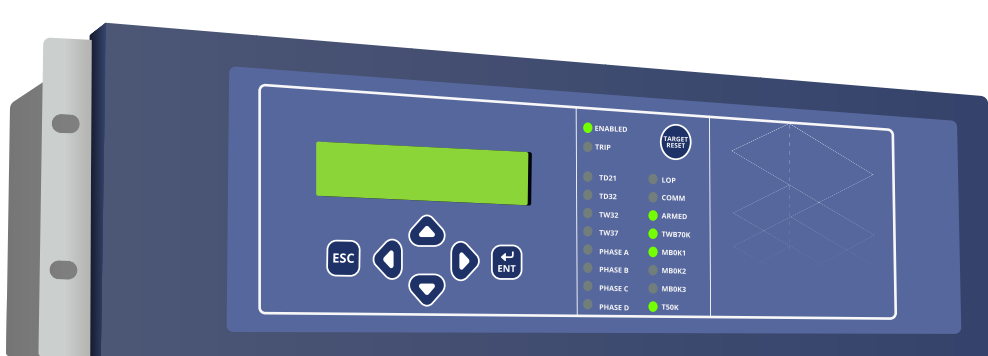 ENABLED
TRIP
TARGET
RESET
TD21
TD32
TW32
TW37
PHASE A
PHASE B
PHASE C
PHASE D
LOP
COMM
ARMED
TWB70K
MB0K1
MB0K2
MB0K3
T50K
ESC
ENT